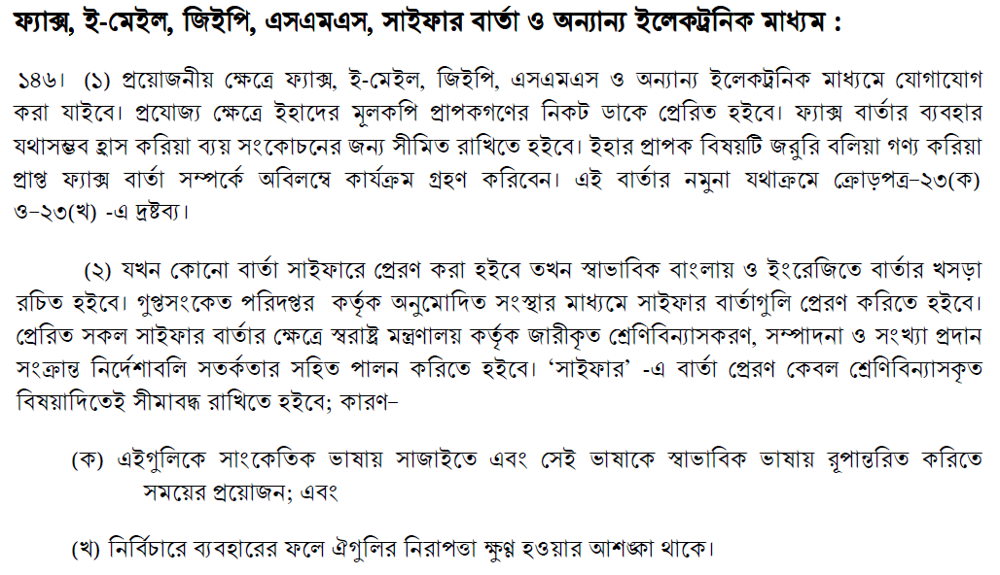 ফ্যাক্স, ই-মেইল, জিইপি, এসএমএস, সাইফার বার্তা ও অন্যান্য ইলেকট্রনিক মাধ্যম :
১৪৬। (১) প্রয়োজনীয় ক্ষেত্রে ফ্যাক্স, ই-মেইল, জিইপি, এসএমএস ও অন্যান্য ইলেকট্রনিক মাধ্যমে যোগাযোগ
করা যাইবে। প্রযোজ্য ক্ষেত্রে ইহাদের মূলকপি প্রাপকগণের নিকট ডাকে প্রেরিত হইবে। ফ্যাক্স বার্তার ব্যবহার
যথাসম্ভব হ্রাস করিয়া ব্যয় সংকোচনের জন্য সীমিত রাখিতে হইবে। ইহার প্রাপক বিষয়টি জরুরি বলিয়া গণ্য করিয়া
প্রাপ্ত ফ্যাক্স বার্তা সম্পর্কে অবিলম্বে কার্যক্রম গ্রহণ করিবেন। এই বার্তার নমুনা যথাক্রমে ক্রোড়পত্র–২৩(ক)
ও–২৩(খ) -এ দ্রষ্টব্য।
(২) যখন কোনো বার্তা সাইফারে প্রেরণ করা হইবে তখন স্বাভাবিক বাংলায় ও ইংরেজিতে বার্তার খসড়া
রচিত হইবে। গুপ্তসংকেত পরিদপ্তর কর্তৃক অনুমোদিত সংস্থার মাধ্যমে সাইফার বার্তাগুলি প্রেরণ করিতে হইবে।
প্রেরিত সকল সাইফার বার্তার ক্ষেত্রে স্বরাষ্ট্র মন্ত্রণালয় কর্তৃক জারীকৃত শ্রেণিবিন্যাসকরণ, সম্পাদনা ও সংখ্যা প্রদান
সংক্রান্ত নির্দেশাবলি সতর্কতার সহিত পালন করিতে হইবে। ‘সাইফার’ -এ বার্তা প্রেরণ কেবল শ্রেণিবিন্যাসকৃত
বিষয়াদিতেই সীমাবদ্ধ রাখিতে হইবে; কারণ–
(ক) এইগুলিকে সাংকেতিক ভাষায় সাজাইতে এবং সেই ভাষাকে স্বাভাবিক ভাষায় রূপান্তরিত করিতে
সময়ের প্রয়োজন; এবং
(খ) নির্বিচারে ব্যবহারের ফলে ঐগুলির নিরাপত্তা ক্ষুণ্ণ হওয়ার আশঙ্কা থাকে।